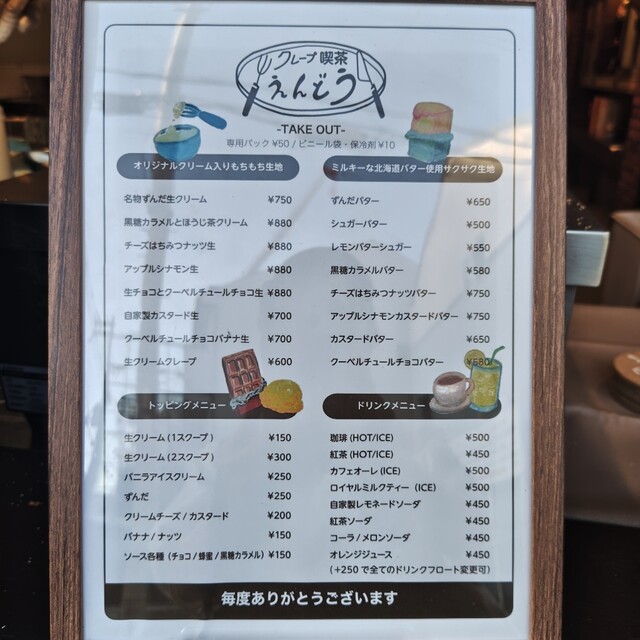 クレープ 喫茶
えんどう
-TAKE OUT-
専用パック ¥50 / ビニール袋・保冷剤 ¥10
オリジナルクリーム入りもちもち生地
名物ずんだ生クリーム ¥750
黒糖カラメルとほうじ茶クリーム ¥880
チーズはちみつナッツ生 ¥880
アップルシナモン生 ¥880
生チョコとクーベルチュールチョコ生 ¥880
自家製カスタード生 ¥700
クーベルチュールチョコバナナ生 ¥700
生クリームクレープ ¥600
ミルキーな北海道バター使用サクサク生地
ずんだバター ¥650
シュガーバター ¥500
レモンバターシュガー ¥550
黒糖カラメルバター ¥580
チーズはちみつナッツバター ¥750
アップルシナモンカスタードバター ¥750
カスタードバター ¥650
クーベルチュールチョコバター ¥580
トッピングメニュー
生クリーム (1スクープ) ¥150
生クリーム (2スクープ) ¥300
バニラアイスクリーム ¥250
ずんだ ¥250
クリームチーズ / カスタード ¥200
バナナ / ナッツ ¥150
ソース各種 (チョコ / 蜂蜜 / 黒糖カラメル) ¥150
ドリンクメニュー
珈琲 (HOT/ICE) ¥500
紅茶 (HOT/ICE) ¥450
カフェオーレ (ICE) ¥500
ロイヤルミルクティー (ICE) ¥500
自家製レモネードソーダ ¥450
紅茶ソーダ ¥450
コーラ / メロンソーダ ¥450
オレンジジュース ¥450
(+250 で全てのドリンクフロート変更可)
毎度ありがとうございます